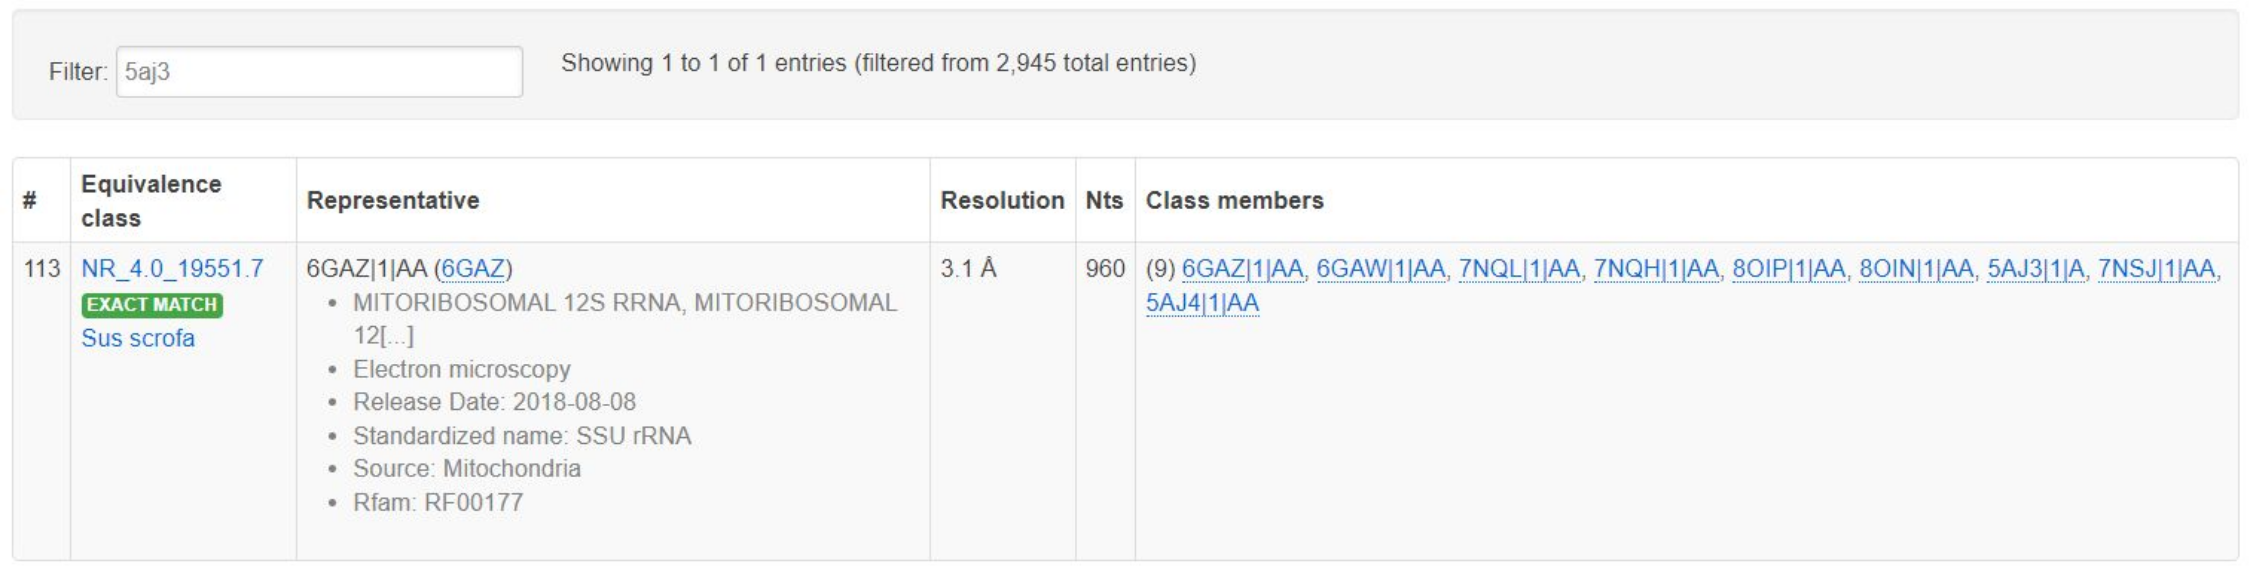 Filter: 5aj3
Showing 1 to 1 of 1 entries (filtered from 2,945 total entries)
# Equivalence class Representative Resolution Nts Class members
113 NR_4.0_19551.7 6GAZ|1|AA (6GAZ) 3.1 Å 960 (9) 6GAZ|1|AA, 6GAW|1|AA, 7NQL|1|AA, 7NQH|1|AA, 8OIP|1|AA, 8OIN|1|AA, 5AJ3|1|A, 7NSJ|1|AA,
EXACT MATCH • MITORIBOSOMAL 12S RRNA, MITORIBOSOMAL 5AJ4|1|AA
Sus scrofa 12[...]
• Electron microscopy
• Release Date: 2018-08-08
• Standardized name: SSU rRNA
• Source: Mitochondria
• Rfam: RF00177